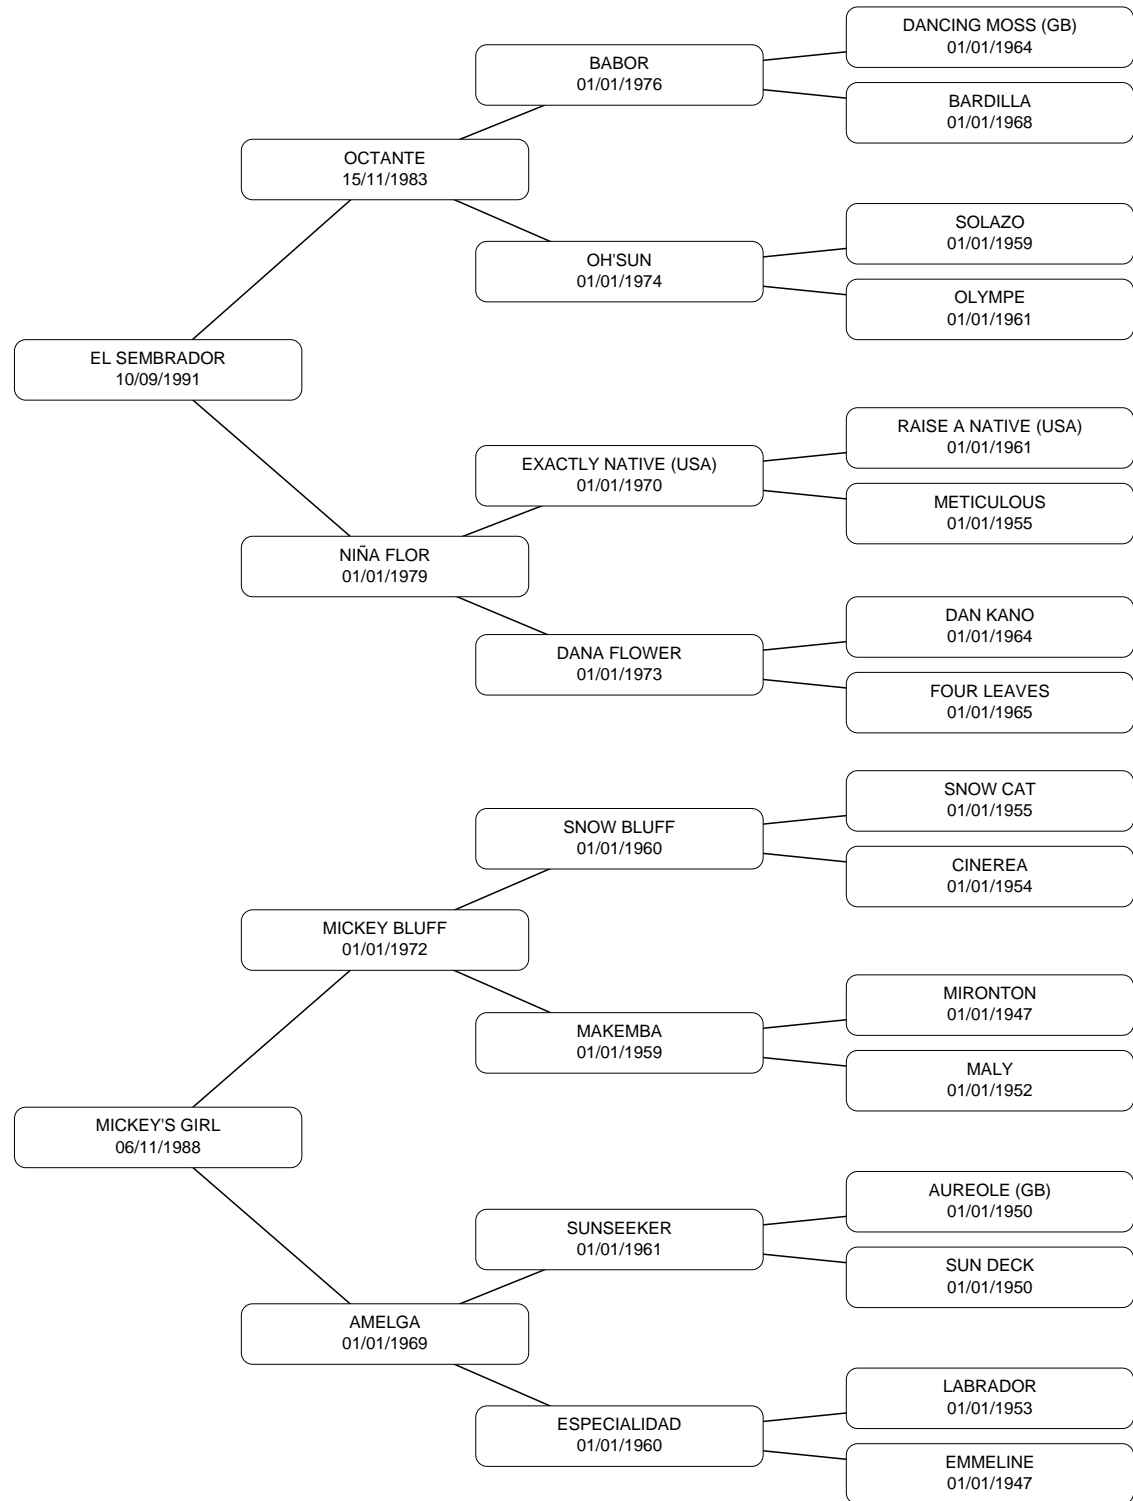 DANCING MOSS (GB)
01/01/1964
BABOR
01/01/1976
BARDILLA
01/01/1968
OCTANTE
15/11/1983
SOLAZO
01/01/1959
OH'SUN
01/01/1974
OLYMPE
01/01/1961
EL SEMBRADOR
10/09/1991
RAISE A NATIVE (USA)
01/01/1961
EXACTLY NATIVE (USA)
01/01/1970
METICULOUS
01/01/1955
NIÑA FLOR
01/01/1979
DAN KANO
01/01/1964
DANA FLOWER
01/01/1973
FOUR LEAVES
01/01/1965
SNOW CAT
01/01/1955
SNOW BLUFF
01/01/1960
CINEREA
01/01/1954
MICKEY BLUFF
01/01/1972
MIRONTON
01/01/1947
MAKEMBA
01/01/1959
MALY
01/01/1952
MICKEY'S GIRL
06/11/1988
AUREOLE (GB)
01/01/1950
SUNSEEKER
01/01/1961
SUN DECK
01/01/1950
AMELGA
01/01/1969
LABRADOR
01/01/1953
ESPECIALIDAD
01/01/1960
EMMELINE
01/01/1947